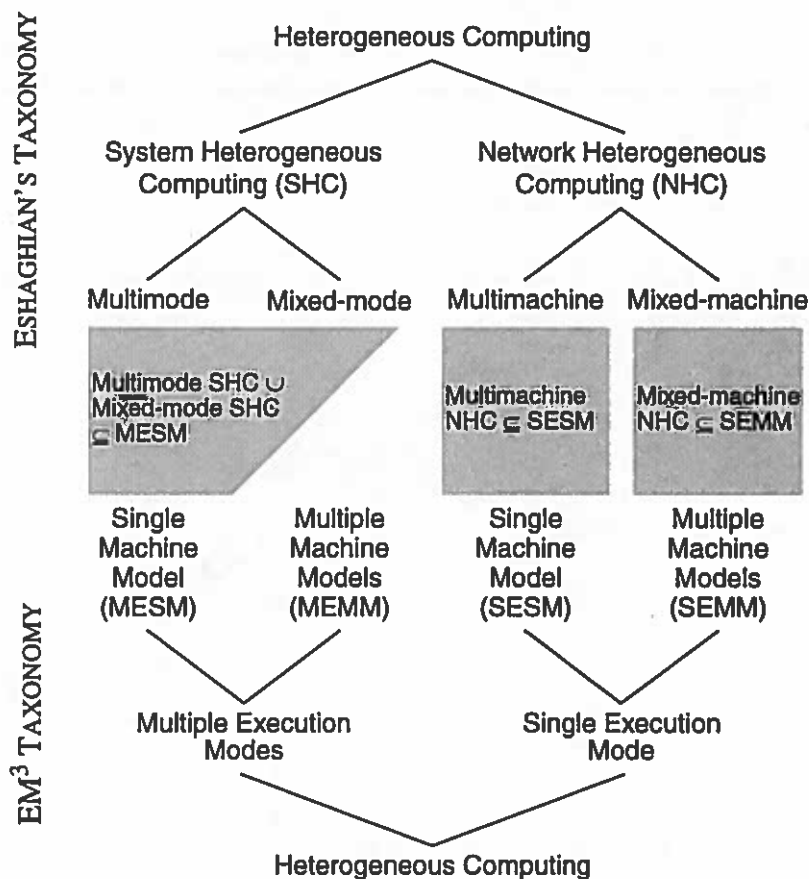 ESHAGHIAN'S TAXONOMY
Heterogeneous Computing
System Heterogeneous
Computing (SHC)
Network Heterogeneous
Computing (NHC)
Multimode
Mixed-mode
Multimachine
Mixed-machine
Multimode SHC ∪
Mixed-mode SHC
⊆ MESM
Multimachine
NHC ⊆ SESM
Mixed-machine
NHC ⊆ SEMM
Single
Machine
Model
(MESM)
Multiple
Machine
Models
(MEMM)
Single
Machine
Model
(SESM)
Multiple
Machine
Models
(SEMM)
EM³ TAXONOMY
Multiple Execution
Modes
Single Execution
Mode
Heterogeneous Computing